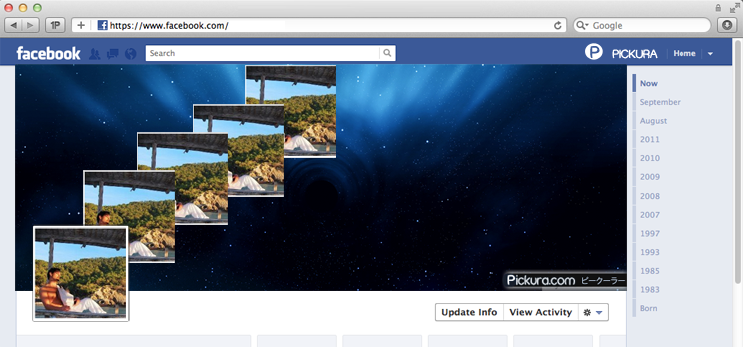 1P
https://www.facebook.com/
Google
facebook
Search
P PICKURA
Home
Now
September
August
2011
2010
2009
2008
2007
1997
1993
1985
1983
Born
Pickura.com ピークーラー
Update Info
View Activity